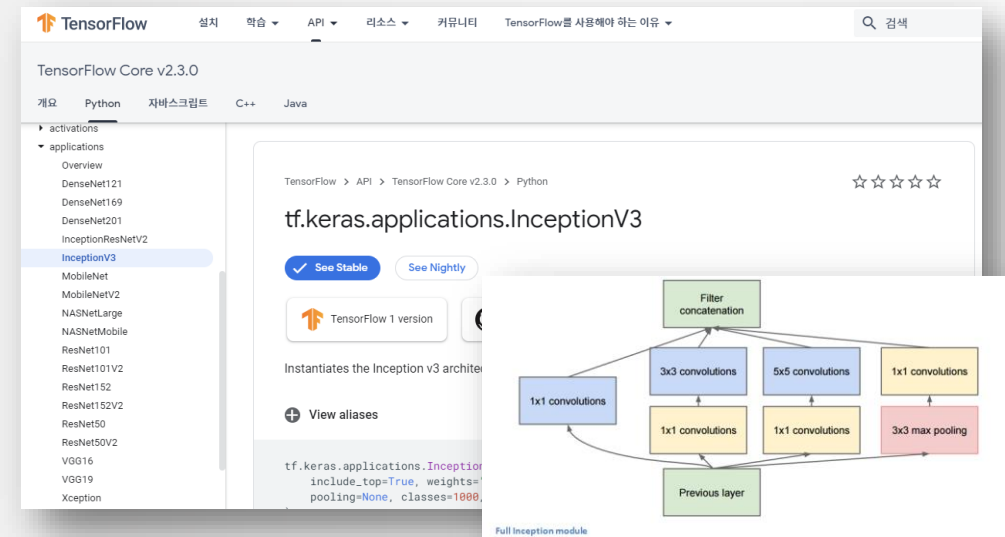 TensorFlow 설치 학습 API 리소스 커뮤니티 TensorFlow를 사용해야 하는 이유 검색
TensorFlow Core v2.3.0
개요 Python 자바스크립트 C++ Java
activations
applications
Overview
DenseNet121
DenseNet169
DenseNet201
InceptionResNetV2
InceptionV3
MobileNet
MobileNetV2
NASNetLarge
NASNetMobile
ResNet101
ResNet101V2
ResNet152
ResNet152V2
ResNet50
ResNet50V2
VGG16
VGG19
Xception
TensorFlow > API > TensorFlow Core v2.3.0 > Python
tf.keras.applications.InceptionV3
See Stable See Nightly
TensorFlow 1 version
Instantiates the Inception v3
View aliases
tf.keras.applications.Inception
include_top=True, weights='
pooling=None, classes=1000,
Filter
concatenation
3x3 convolutions 5x5 convolutions 1x1 convolutions
1x1 convolutions
1x1 convolutions 1x1 convolutions 3x3 max pooling
Previous layer
Full Inception module